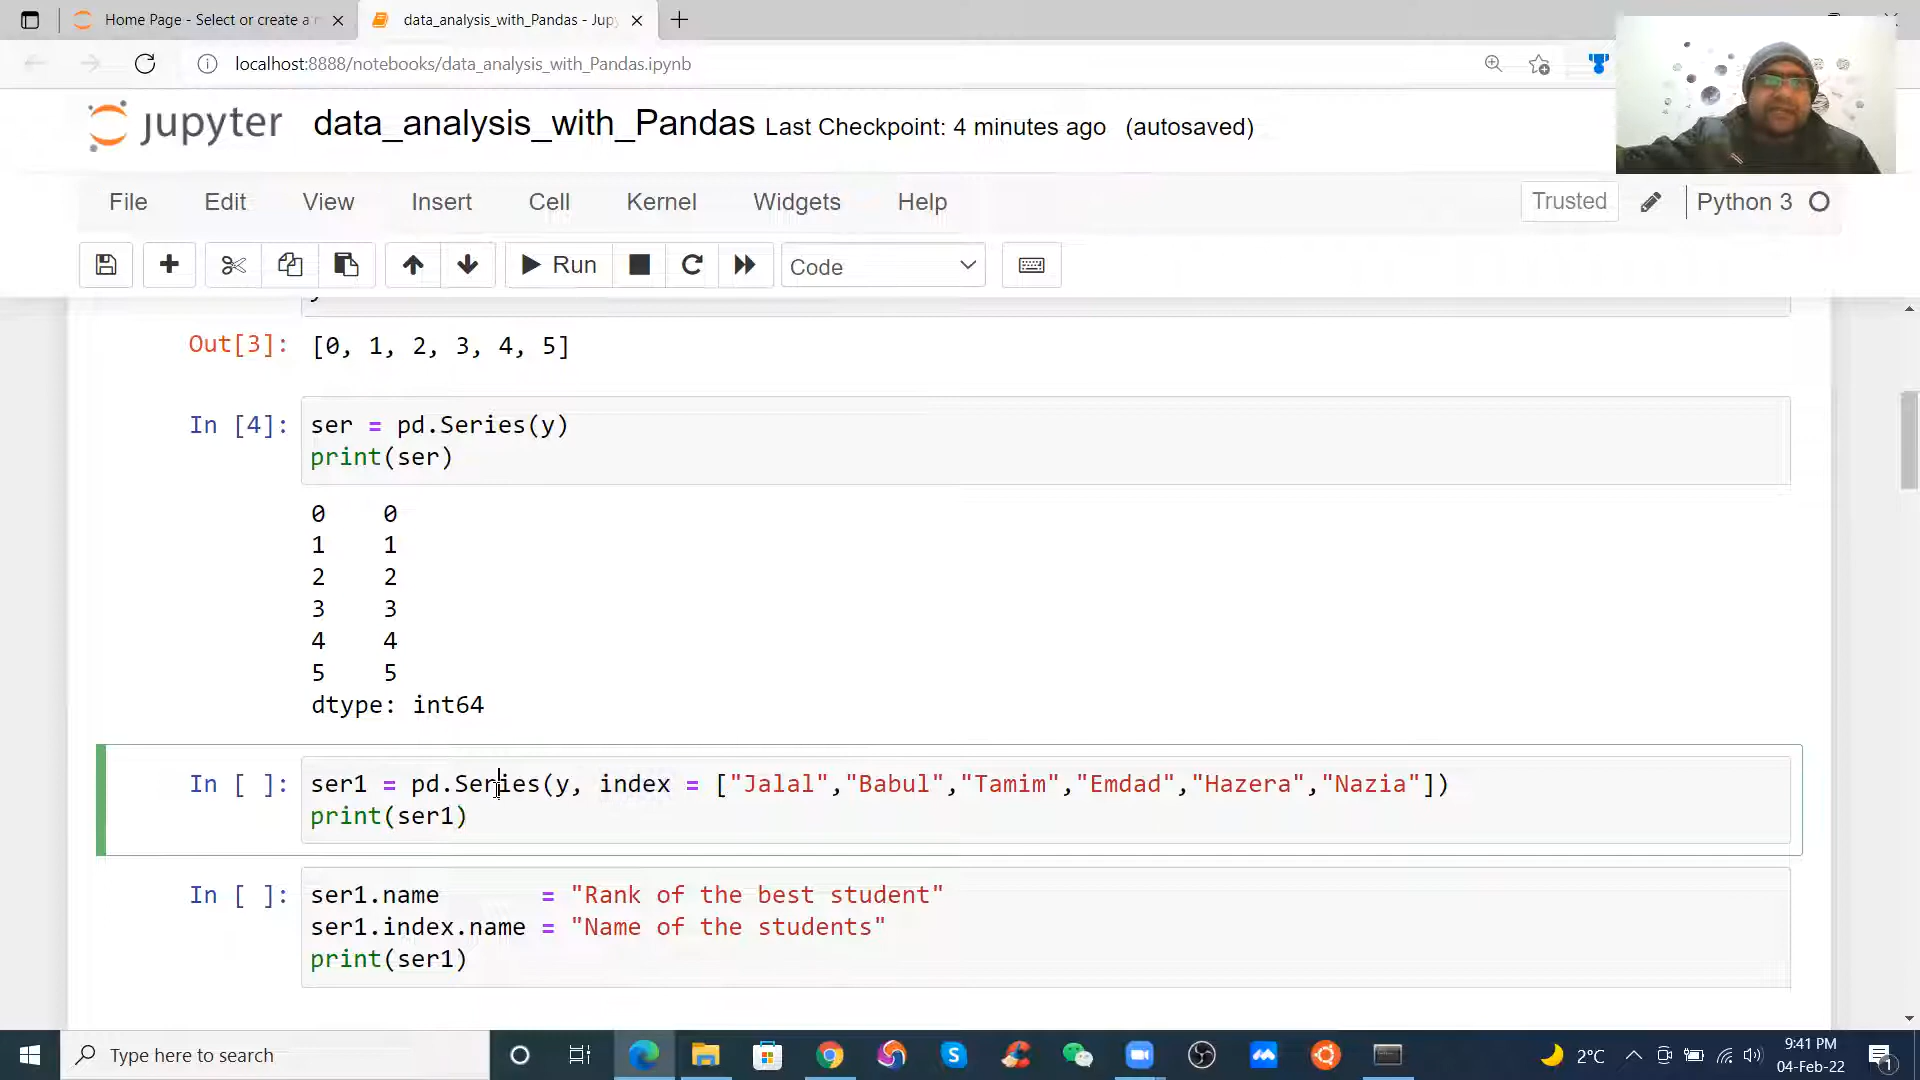 Home Page - Select or create a n
data_analysis_with_Pandas - Jup
localhost:8888/notebooks/data_analysis_with_Pandas.ipynb
jupyter data_analysis_with_Pandas Last Checkpoint: 4 minutes ago (autosaved)
File Edit View Insert Cell Kernel Widgets Help Trusted Python 3
Run Code
Out[3]: [0, 1, 2, 3, 4, 5]
In [4]: ser = pd.Series(y)
print(ser)
0 0
1 1
2 2
3 3
4 4
5 5
dtype: int64
In [ ]: ser1 = pd.Series(y, index = ["Jalal","Babul","Tamim","Emdad","Hazera","Nazia"])
print(ser1)
In [ ]: ser1.name = "Rank of the best student"
ser1.index.name = "Name of the students"
print(ser1)
Type here to search
2°C
9:41 PM
04-Feb-22
1